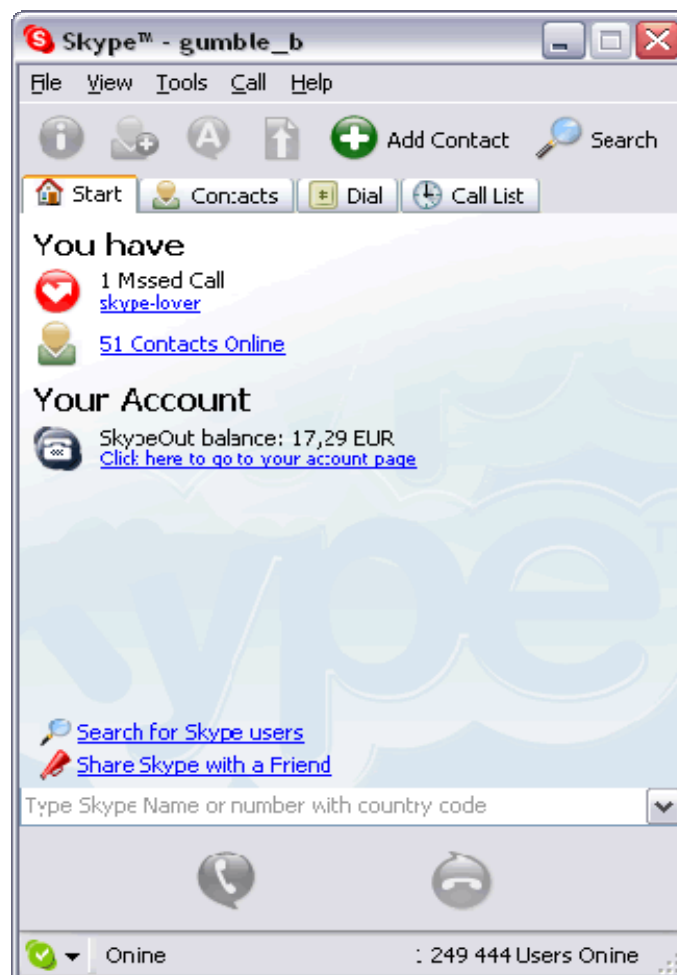 Skype™ - gumble_b
File View Tools Call Help
Add Contact Search
Start Contacts Dial Call List
You have
1 Missed Call
skype-lover
51 Contacts Online
Your Account
SkypeOut balance: 17,29 EUR
Click here to go to your account page
Search for Skype users
Share Skype with a Friend
Type Skype Name or number with country code
Online 249 444 Users Online